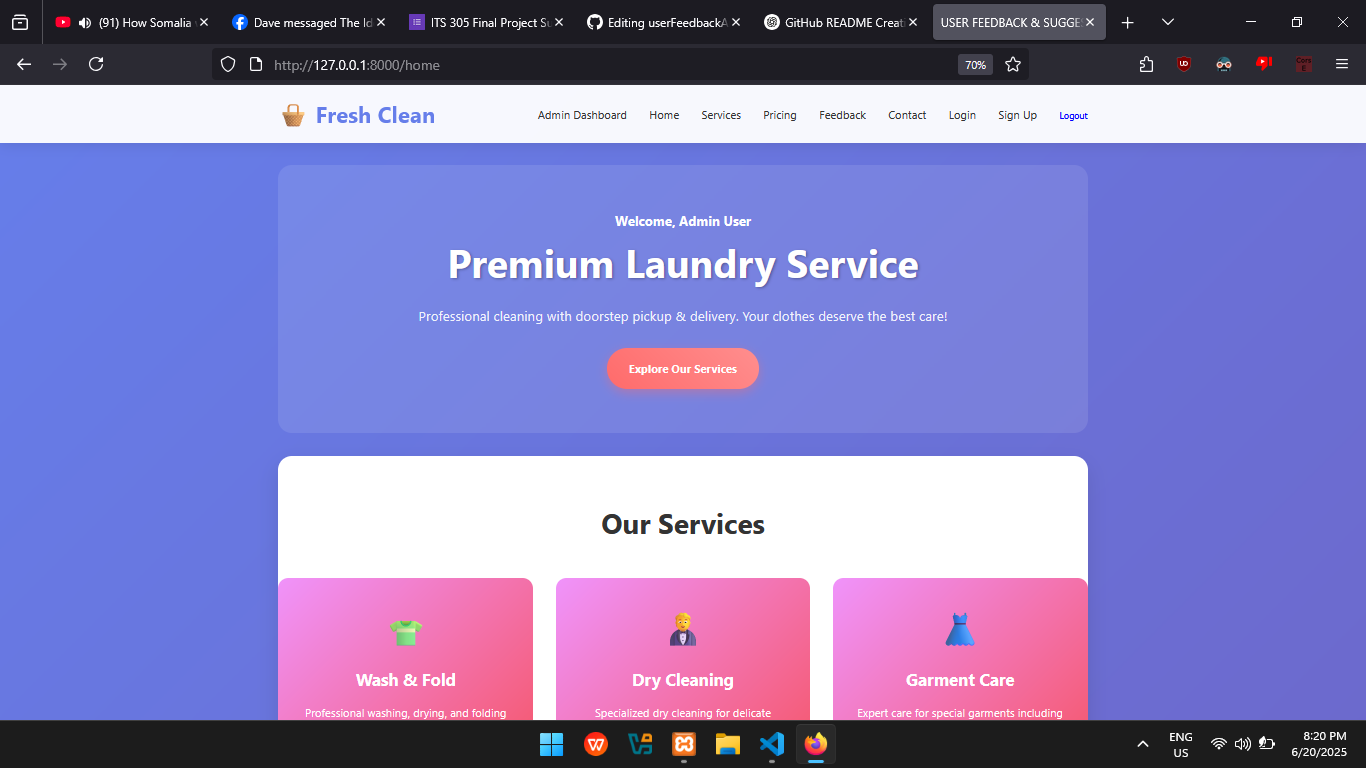 (91) How Somalia
Dave messaged The Id
ITS 305 Final Project Su
Editing userFeedbackA
GitHub README Creati
USER FEEDBACK & SUGGE
http://127.0.0.1:8000/home
70%
Fresh Clean
Admin Dashboard
Home
Services
Pricing
Feedback
Contact
Login
Sign Up
Logout
Welcome, Admin User
Premium Laundry Service
Professional cleaning with doorstep pickup & delivery. Your clothes deserve the best care!
Explore Our Services
Our Services
Wash & Fold
Dry Cleaning
Garment Care
Professional washing, drying, and folding
Specialized dry cleaning for delicate
Expert care for special garments including
ENG
US
8:20 PM
6/20/2025